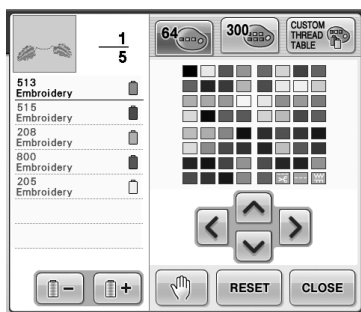 1
5
64
300
CUSTOM
THREAD
TABLE
513
Embroidery
515
Embroidery
208
Embroidery
800
Embroidery
205
Embroidery
RESET
CLOSE